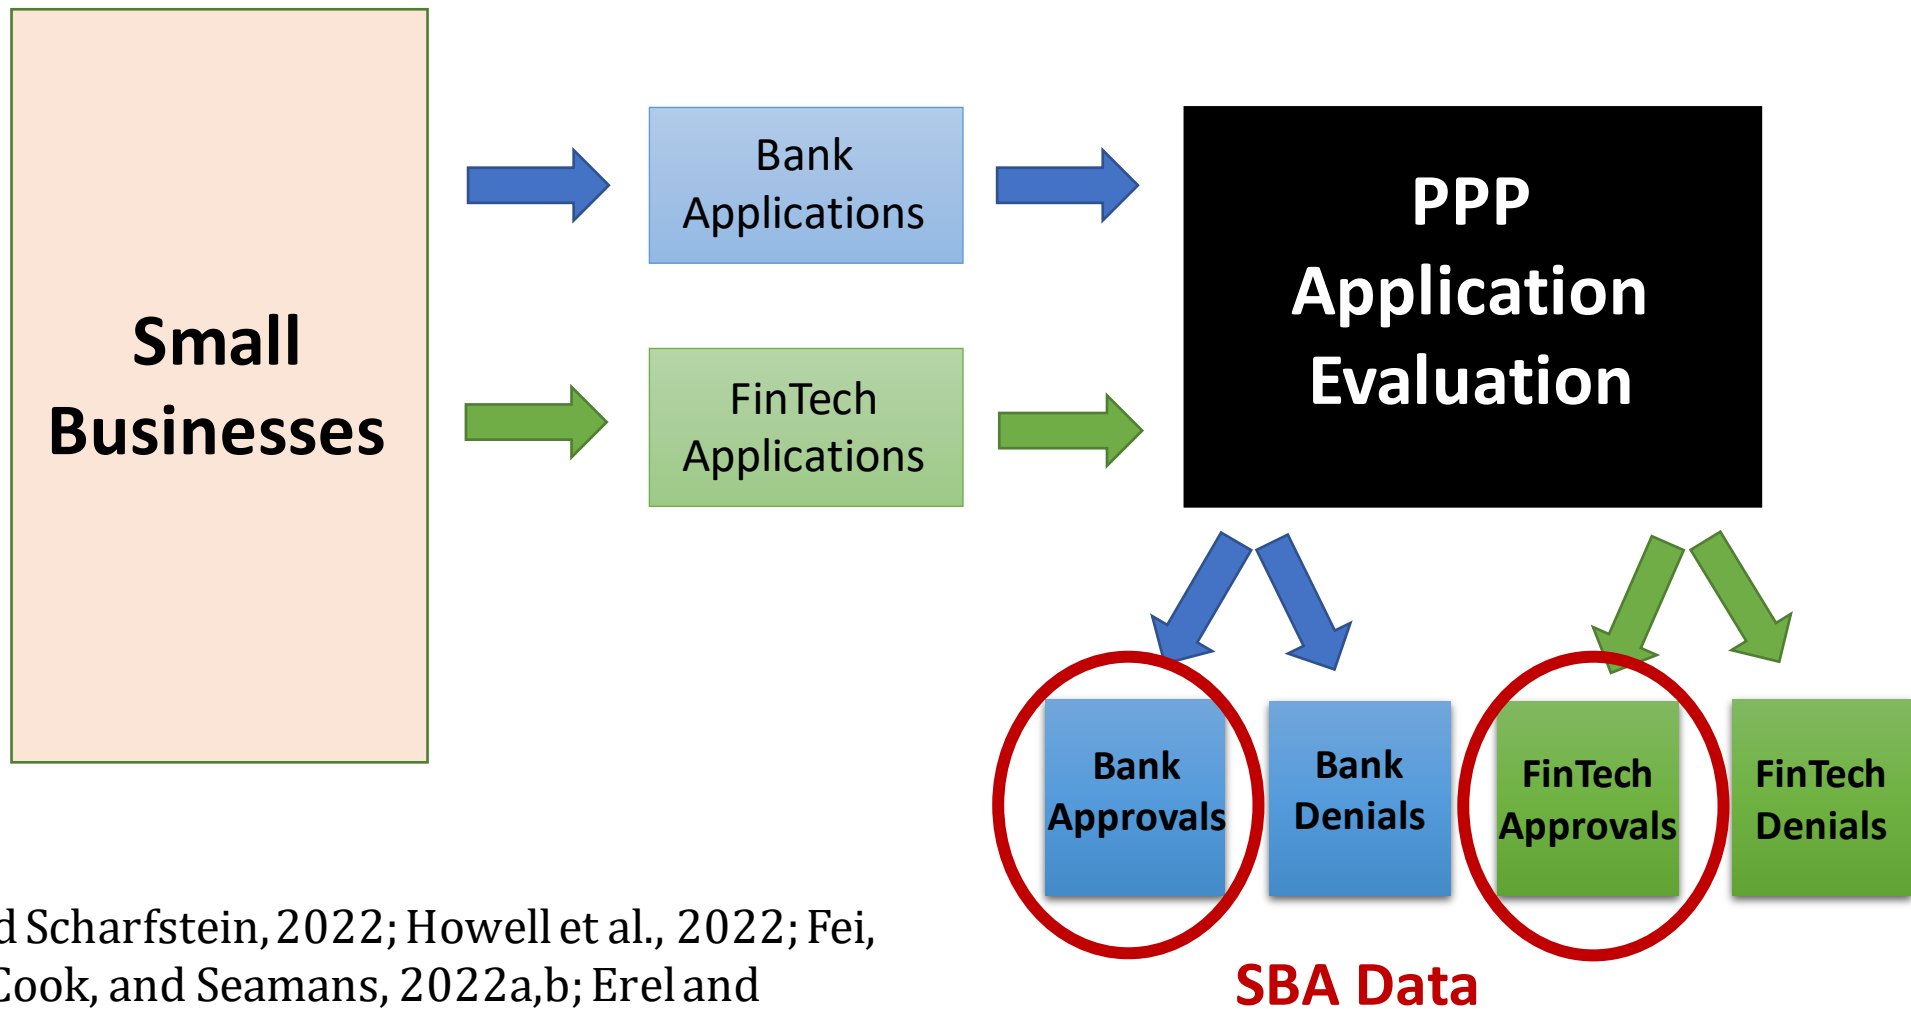 Small
Businesses
Bank
Applications
FinTech
Applications
PPP
Application
Evaluation
Bank
Approvals
Bank
Denials
FinTech
Approvals
FinTech
Denials
SBA Data
d Scharfstein, 2022; Howell et al., 2022; Fei,
Cook, and Seamans, 2022a,b; Erel and